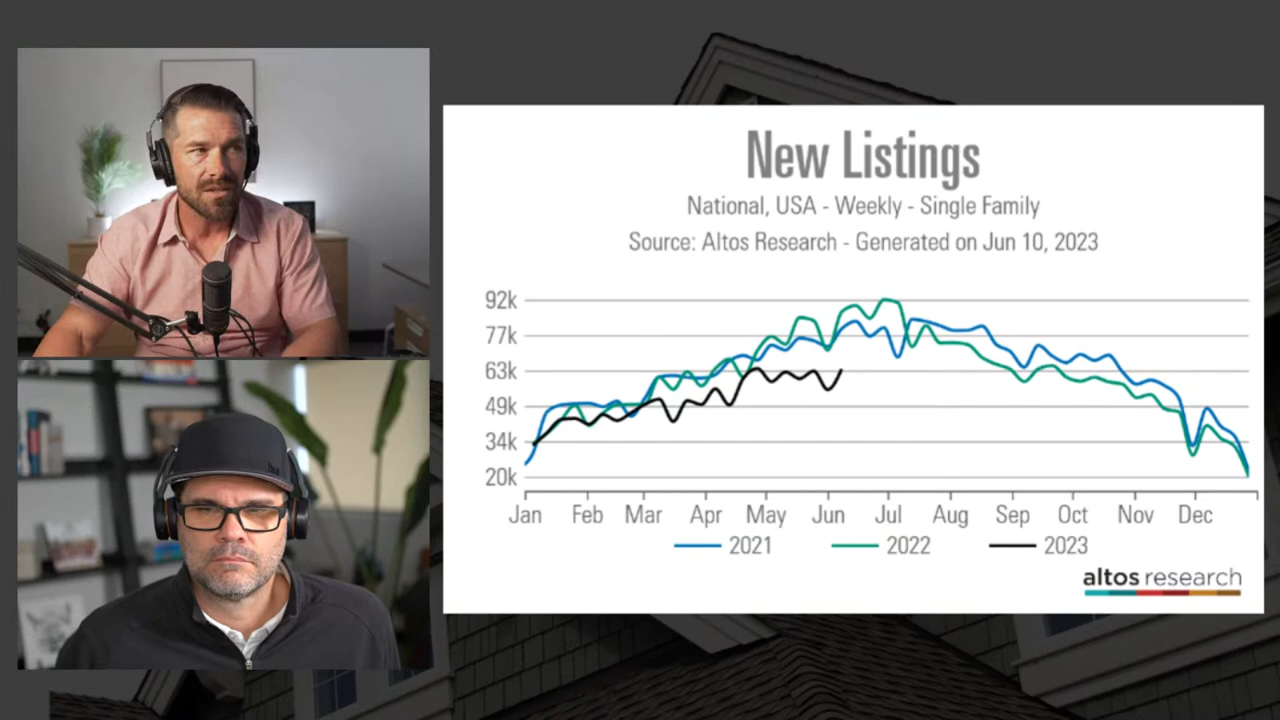 New Listings
National, USA - Weekly - Single Family
Source: Altos Research - Generated on Jun 10, 2023
92k
77k
63k
49k
34k
20k
Jan Feb Mar Apr May Jun Jul Aug Sep Oct Nov Dec
2021 2022 2023
altos research